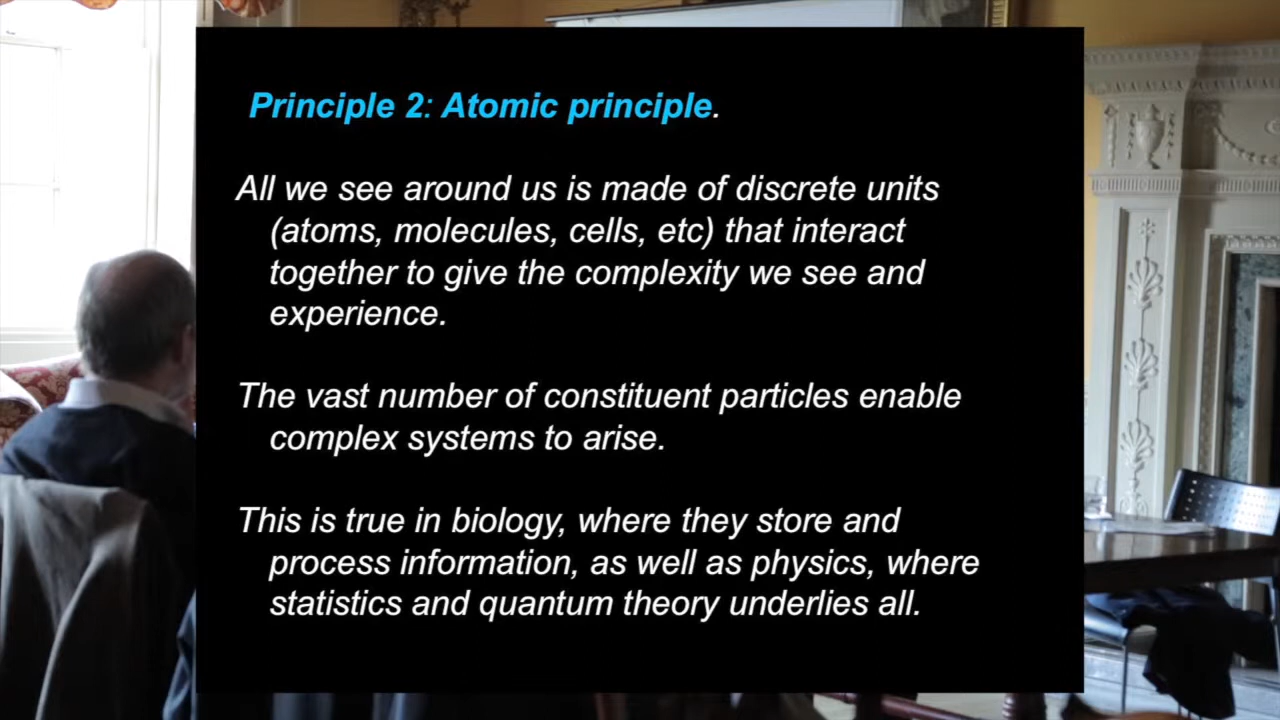 Principle 2: Atomic principle.
All we see around us is made of discrete units
(atoms, molecules, cells, etc) that interact
together to give the complexity we see and
experience.
The vast number of constituent particles enable
complex systems to arise.
This is true in biology, where they store and
process information, as well as physics, where
statistics and quantum theory underlies all.